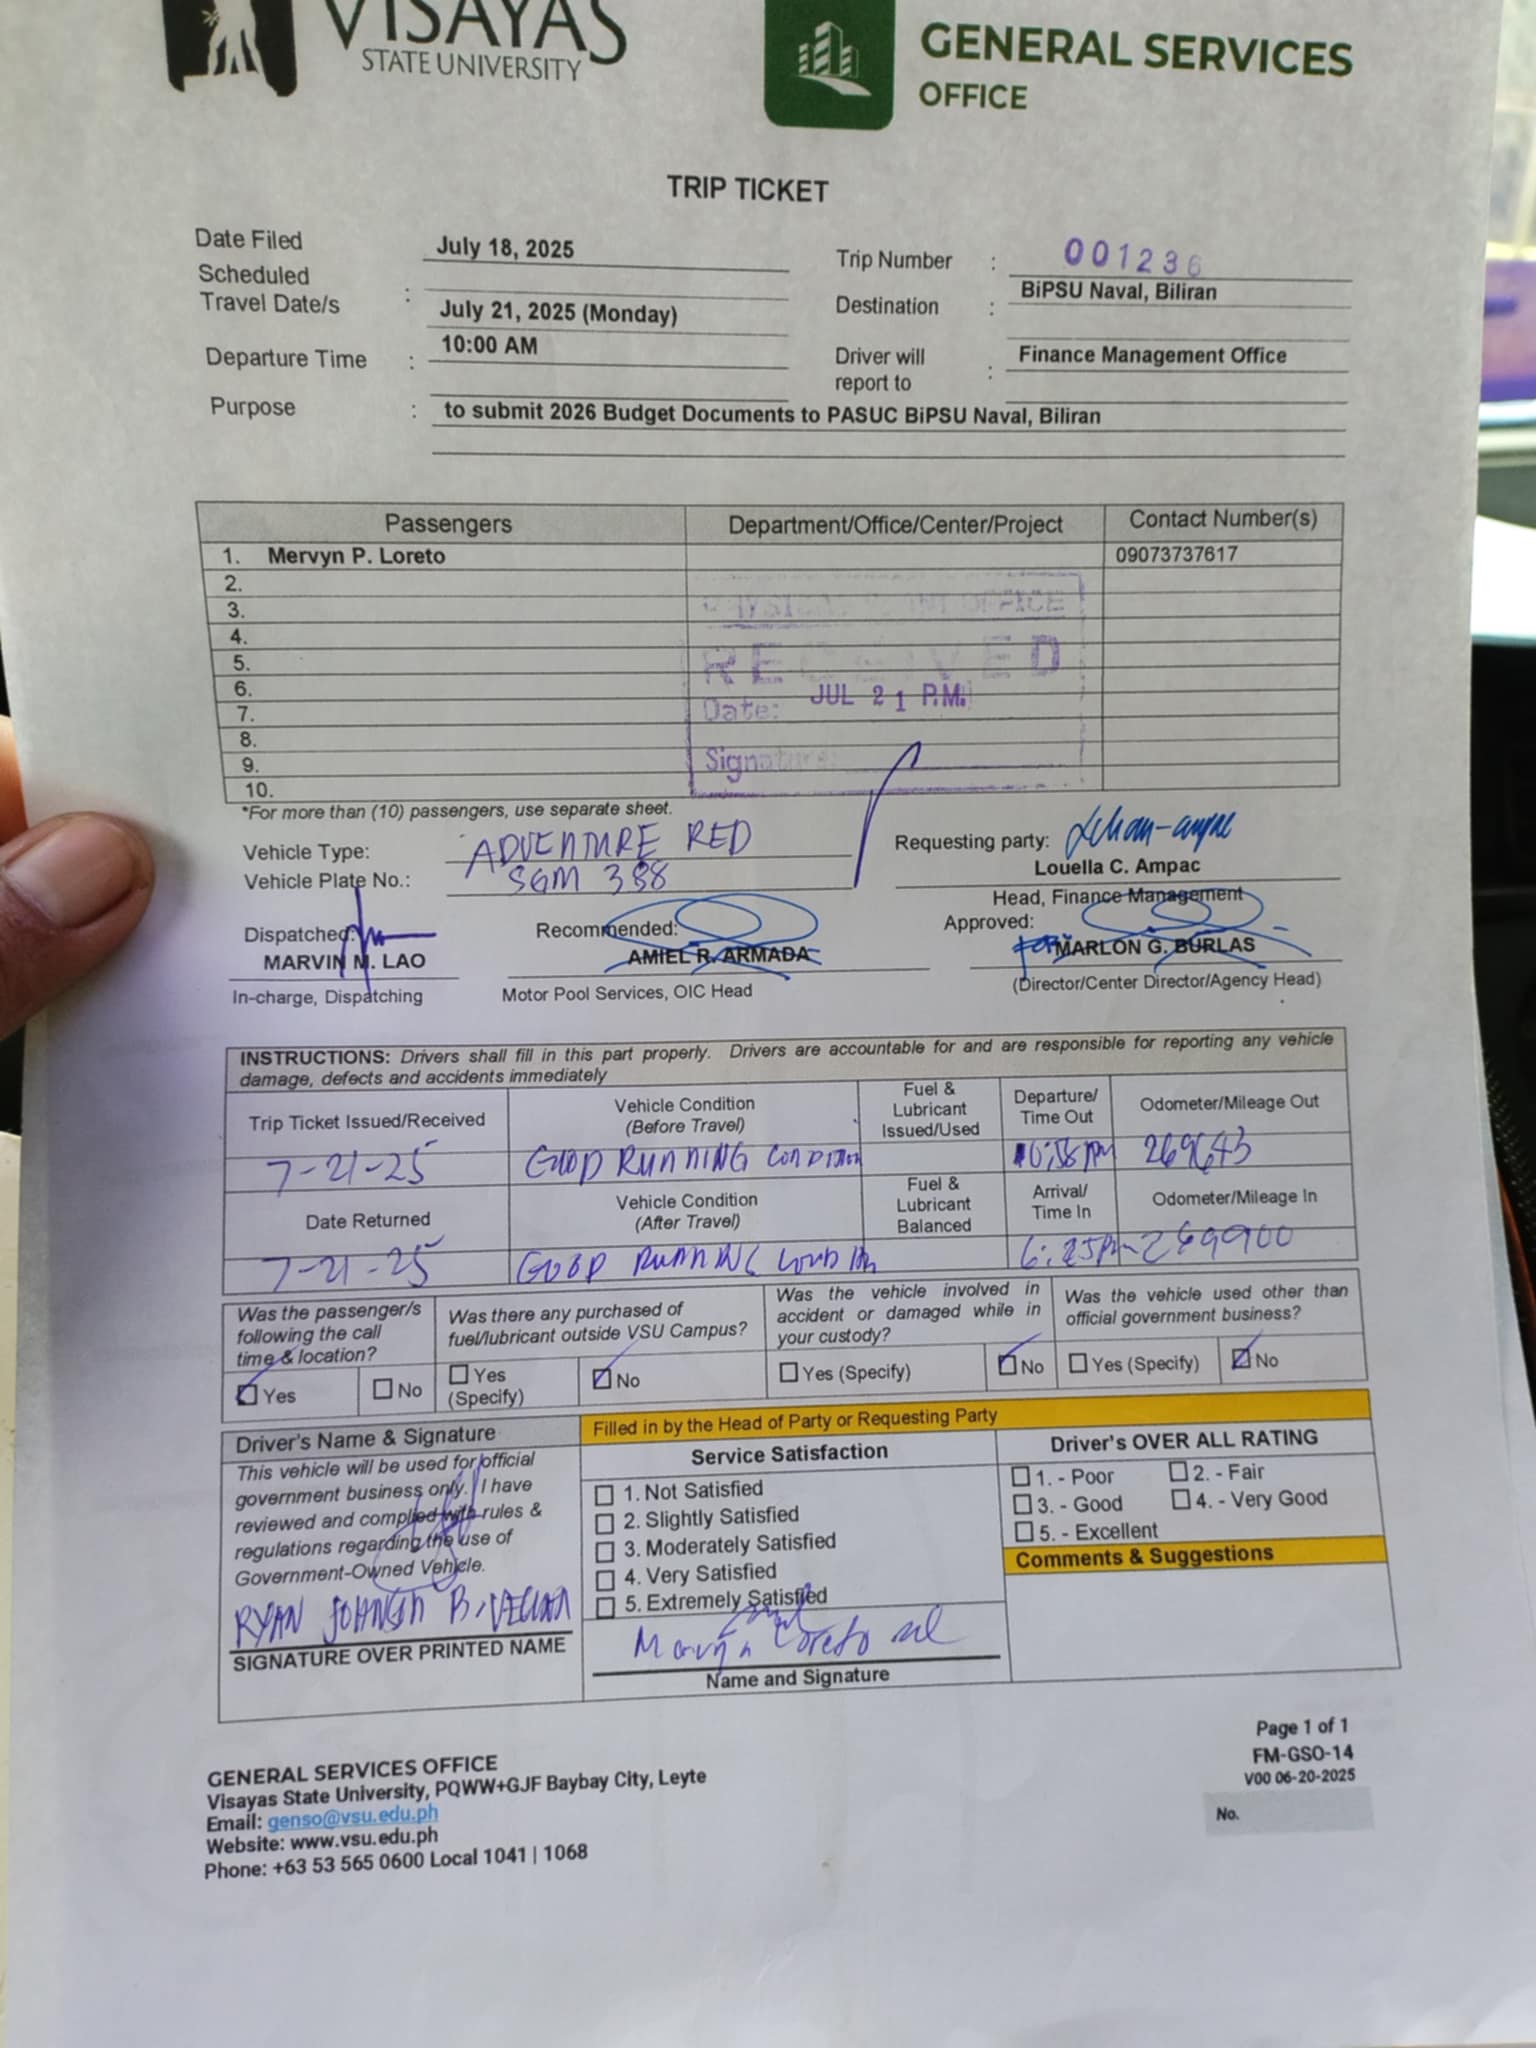 VISAYAS
STATE UNIVERSITY
GENERAL SERVICES
OFFICE
TRIP TICKET
Date Filed July 18, 2025
Trip Number : 001236
Scheduled
Travel Date/s : July 21, 2025 (Monday)
Destination : BiPSU Naval, Biliran
Departure Time : 10:00 AM
Driver will
report to : Finance Management Office
Purpose : to submit 2026 Budget Documents to PASUC BiPSU Naval, Biliran
Passengers Department/Office/Center/Project Contact Number(s)
1. Mervyn P. Loreto 09073737617
2.
3.
4.
5.
6.
7.
8.
9.
10.
PHYSICAL PLANT OFFICE
RECEIVED
Date: JUL 21 P.M.
Signature:
*For more than (10) passengers, use separate sheet.
Vehicle Type: ADVENTURE RED
Vehicle Plate No.: SGM 388
Requesting party:
Louella C. Ampac
Head, Finance Management
Dispatched:
MARVIN M. LAO
In-charge, Dispatching
Recommended:
AMIEL R. ARMADA
Motor Pool Services, OIC Head
Approved:
MARLON G. BURLAS
(Director/Center Director/Agency Head)
INSTRUCTIONS: Drivers shall fill in this part properly. Drivers are accountable for and are responsible for reporting any vehicle
damage, defects and accidents immediately
Trip Ticket Issued/Received
Vehicle Condition
(Before Travel)
Fuel &
Lubricant
Issued/Used
Departure/
Time Out
Odometer/Mileage Out
7-21-25 GOOD RUNNING CONDITION
Date Returned
Vehicle Condition
(After Travel)
Fuel &
Lubricant
Balanced
Arrival/
Time In
Odometer/Mileage In
7-21-25 GOOD RUNNING 6:25pm 269900
Was the passenger/s
following the call
time & location?
Yes No
Was there any purchased of
fuel/lubricant outside VSU Campus?
Yes
(Specify)
No
Was the vehicle involved in
accident or damaged while in
your custody?
Yes (Specify) No
Was the vehicle used other than
official government business?
Yes (Specify) No
Driver's Name & Signature
This vehicle will be used for official
government business only. I have
reviewed and complied with rules &
regulations regarding the use of
Government-Owned Vehicle.
RYAN B.
SIGNATURE OVER PRINTED NAME
Filled in by the Head of Party or Requesting Party
Service Satisfaction
1. Not Satisfied
2. Slightly Satisfied
3. Moderately Satisfied
4. Very Satisfied
5. Extremely Satisfied
Mervyn Loreto
Name and Signature
Driver's OVER ALL RATING
1. - Poor 2. - Fair
3. - Good 4. - Very Good
5. - Excellent
Comments & Suggestions
GENERAL SERVICES OFFICE
Visayas State University, PQWW+GJF Baybay City, Leyte
Email: genso@vsu.edu.ph
Website: www.vsu.edu.ph
Phone: +63 53 565 0600 Local 1041 | 1068
Page 1 of 1
FM-GSO-14
V00 06-20-2025
No.